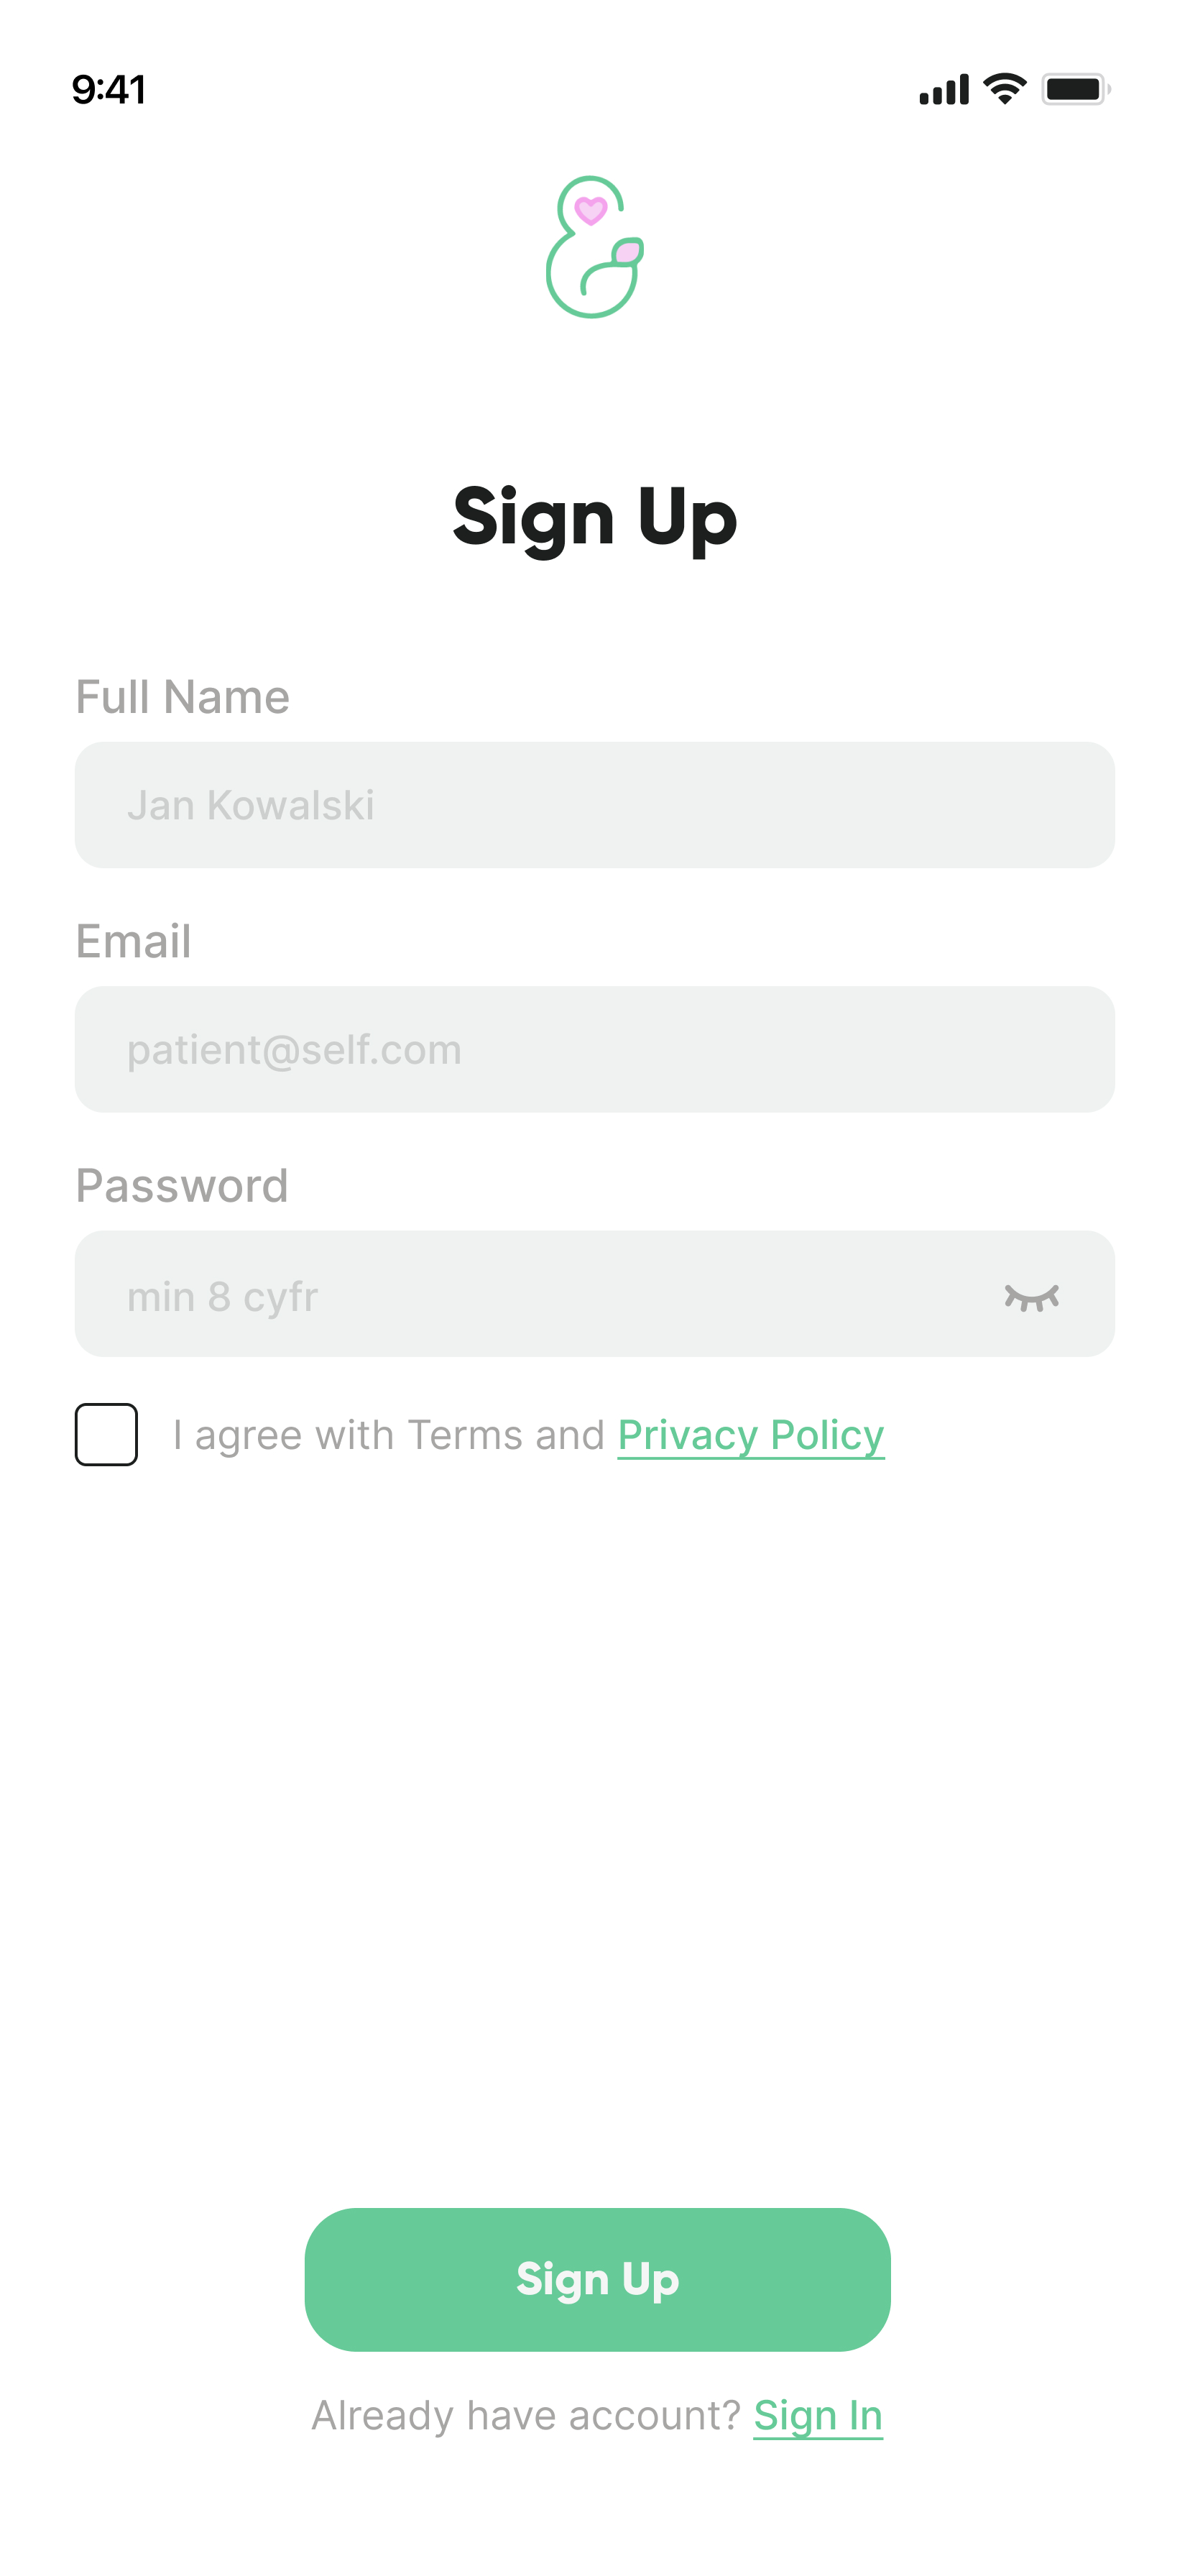 9:41
Sign Up
Full Name
Jan Kowalski
Email
patient@self.com
Password
min 8 cyfr
I agree with Terms and Privacy Policy
Sign Up
Already have account? Sign In